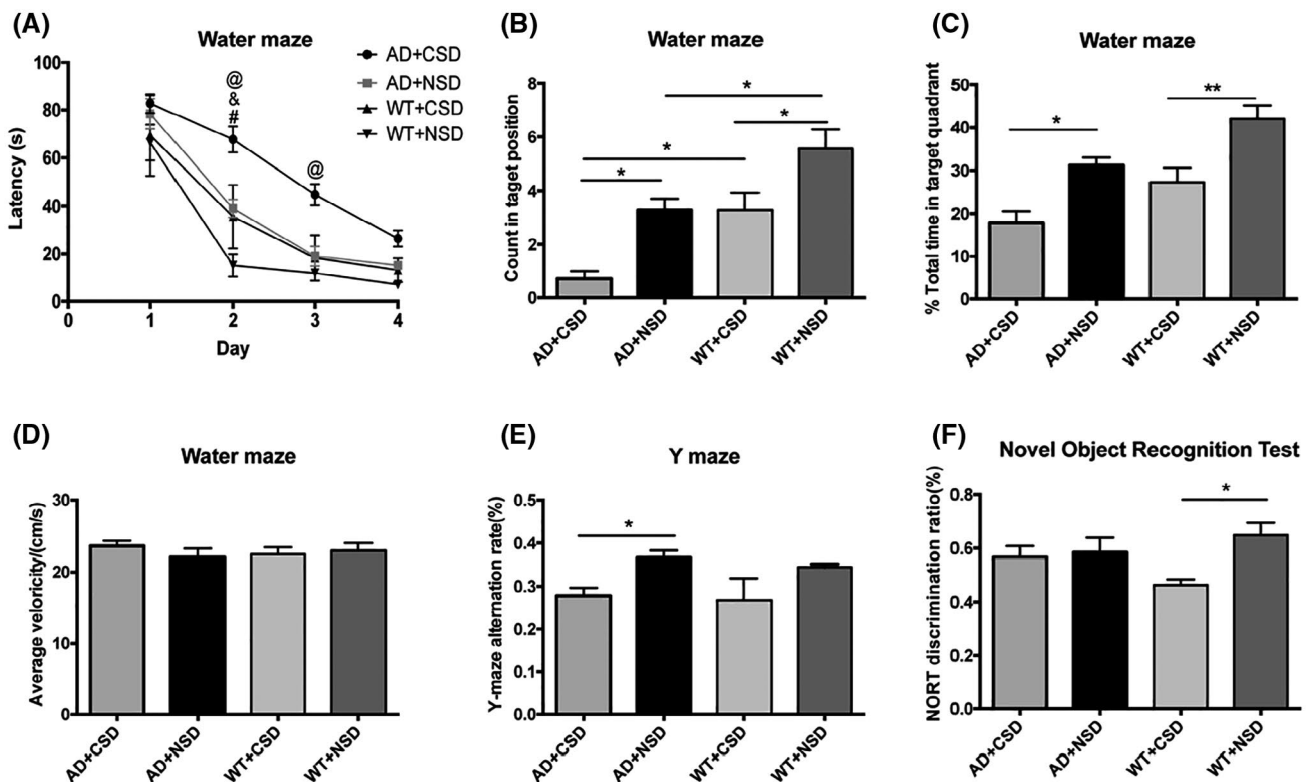 (A)
Water maze
AD+CSD
AD+NSD
WT+CSD
WT+NSD
@
&
#
@
Latency (s)
100
80
60
40
20
0
0 1 2 3 4
Day
(B)
Water maze
Count in taget position
8
6
4
2
0
*
*
*
*
AD+CSD
AD+NSD
WT+CSD
WT+NSD
(C)
Water maze
% Total time in target quadrant
50
40
30
20
10
0
*
**
AD+CSD
AD+NSD
WT+CSD
WT+NSD
(D)
Water maze
Average veloricity/(cm/s)
30
20
10
0
AD+CSD
AD+NSD
WT+CSD
WT+NSD
(E)
Y maze
Y-maze alternation rate(%)
0.5
0.4
0.3
0.2
0.1
0.0
*
AD+CSD
AD+NSD
WT+CSD
WT+NSD
(F)
Novel Object Recognition Test
NORT discrimination ratio(%)
0.8
0.6
0.4
0.2
0.0
*
AD+CSD
AD+NSD
WT+CSD
WT+NSD